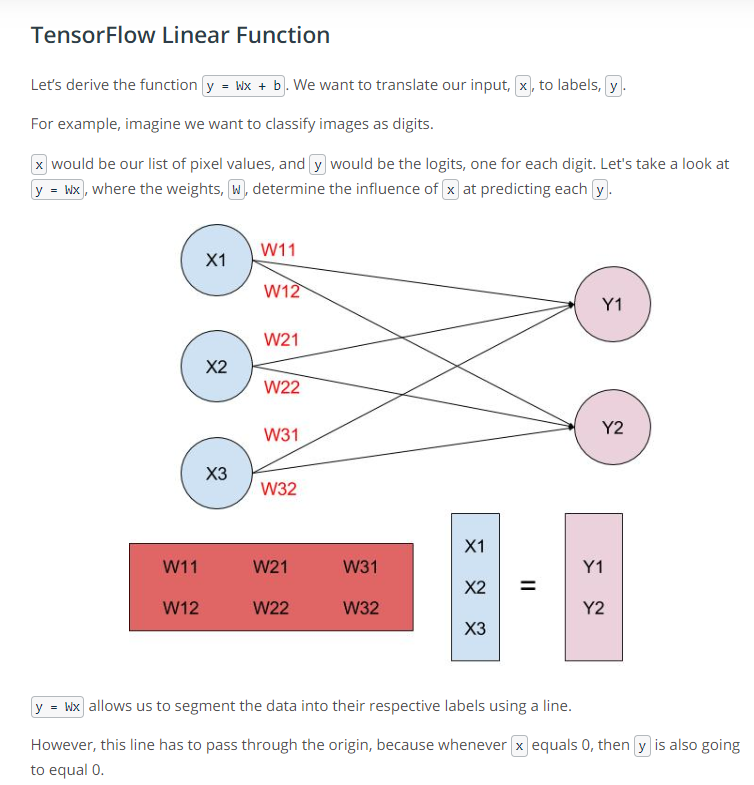 TensorFlow Linear Function
Let's derive the function y = Wx + b. We want to translate our input, x, to labels, y.
For example, imagine we want to classify images as digits.
x would be our list of pixel values, and y would be the logits, one for each digit. Let's take a look at
y = Wx, where the weights, W, determine the influence of x at predicting each y.
X1
W11
W12
Y1
X2
W21
W22
Y2
X3
W31
W32
W11 W21 W31
W12 W22 W32
X1
X2
X3
=
Y1
Y2
y = Wx allows us to segment the data into their respective labels using a line.
However, this line has to pass through the origin, because whenever x equals 0, then y is also going
to equal 0.